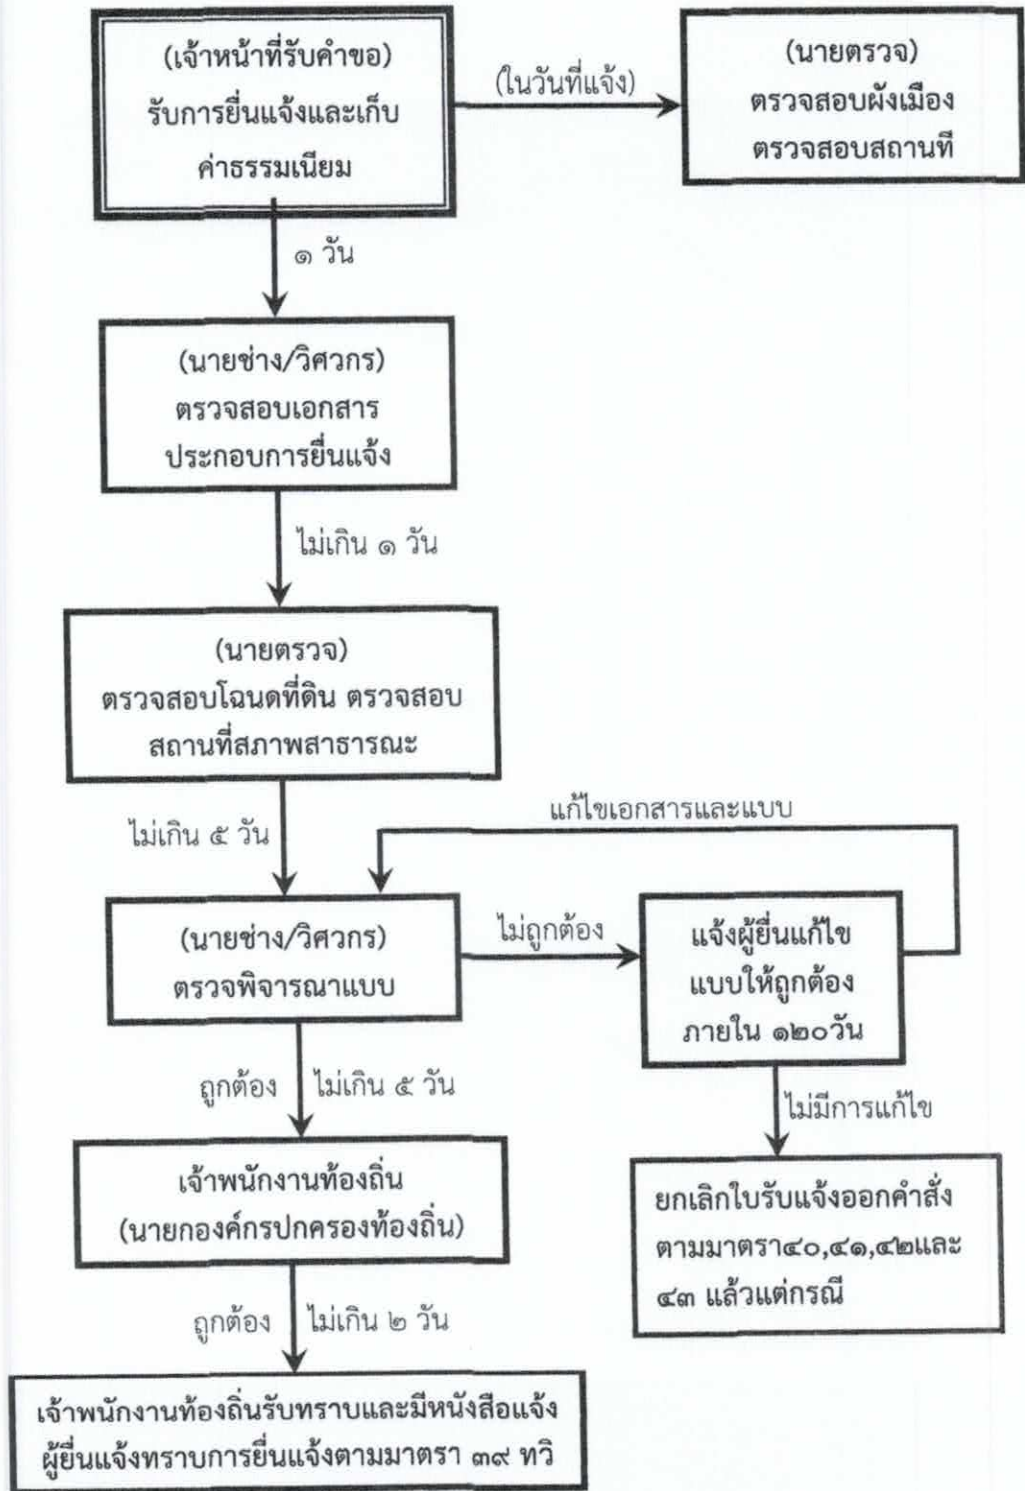 (เจ้าหน้าที่รับคำขอ)
รับการยื่นแจ้งและเก็บ
ค่าธรรมเนียม
(ในวันที่แจ้ง)
(นายตรวจ)
ตรวจสอบผังเมือง
ตรวจสอบสถานที่
๑ วัน
(นายช่าง/วิศวกร)
ตรวจสอบเอกสาร
ประกอบการยื่นแจ้ง
ไม่เกิน ๑ วัน
(นายตรวจ)
ตรวจสอบโฉนดที่ดิน ตรวจสอบ
สถานที่สภาพสาธารณะ
ไม่เกิน ๕ วัน
แก้ไขเอกสารและแบบ
(นายช่าง/วิศวกร)
ตรวจพิจารณาแบบ
ไม่ถูกต้อง
แจ้งผู้ยื่นแก้ไข
แบบให้ถูกต้อง
ภายใน ๑๒๐วัน
ถูกต้อง
ไม่เกิน ๕ วัน
ไม่มีการแก้ไข
เจ้าพนักงานท้องถิ่น
(นายกองค์กรปกครองท้องถิ่น)
ยกเลิกใบรับแจ้งออกคำสั่ง
ตามมาตรา๔๐,๔๑,๔๒และ
๔๓ แล้วแต่กรณี
ถูกต้อง
ไม่เกิน ๒ วัน
เจ้าพนักงานท้องถิ่นรับทราบและมีหนังสือแจ้ง
ผู้ยื่นแจ้งทราบการยื่นแจ้งตามมาตรา ๓๙ ทวิ